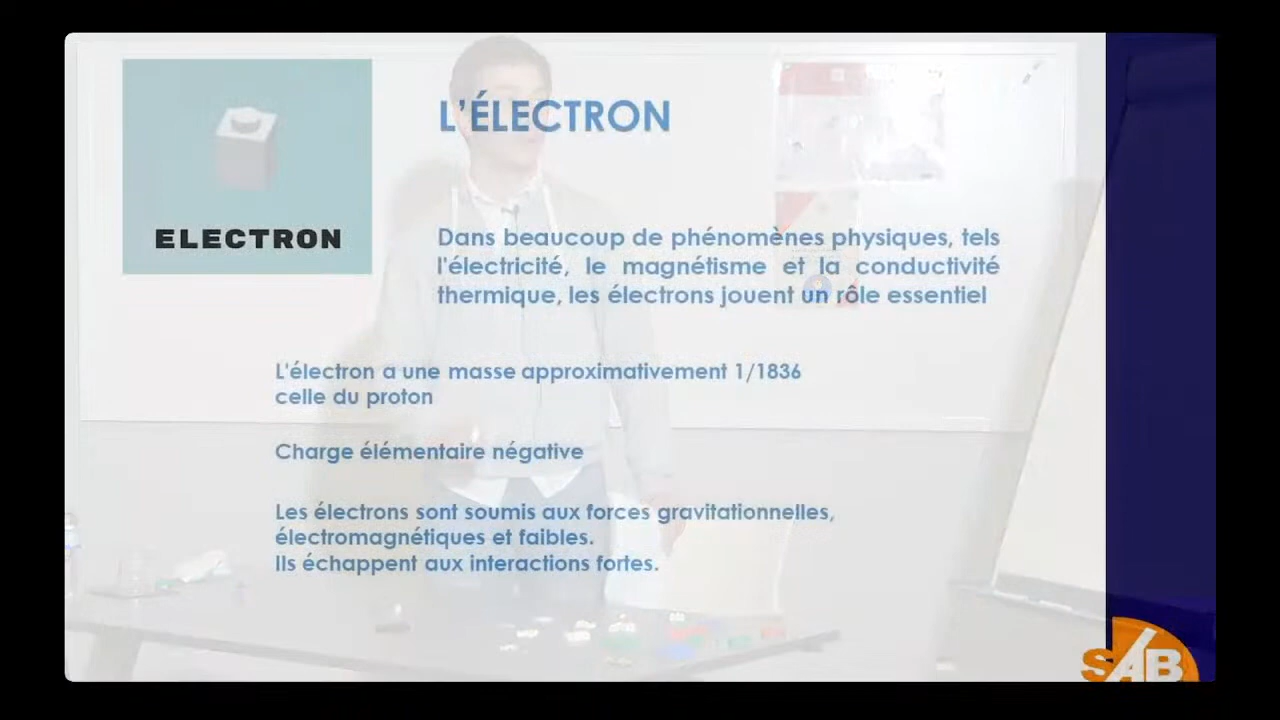 L'ÉLECTRON
ELECTRON
Dans beaucoup de phénomènes physiques, tels
l'électricité, le magnétisme et la conductivité
thermique, les électrons jouent un rôle essentiel
L'électron a une masse approximativement 1/1836
celle du proton
Charge élémentaire négative
Les électrons sont soumis aux forces gravitationnelles,
électromagnétiques et faibles.
Ils échappent aux interactions fortes.
SAB